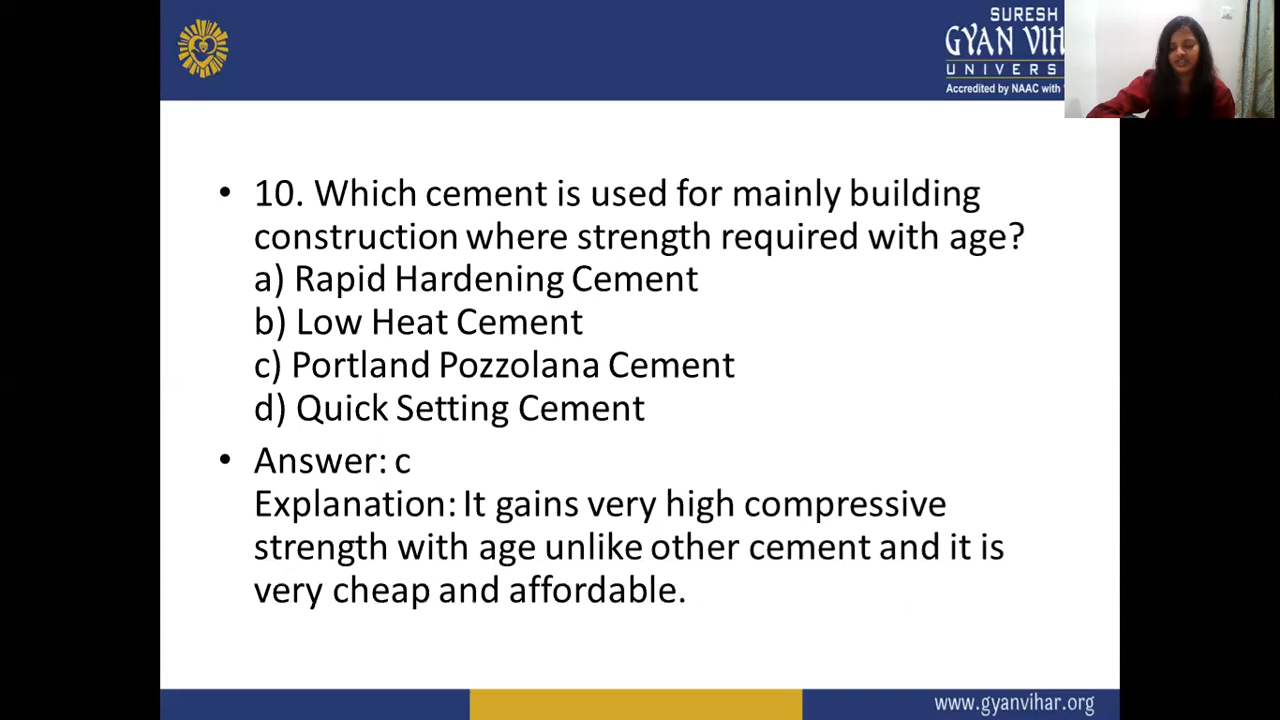 SURESH
GYAN VIH
UNIVERS
Accredited by NAAC with
• 10. Which cement is used for mainly building
construction where strength required with age?
a) Rapid Hardening Cement
b) Low Heat Cement
c) Portland Pozzolana Cement
d) Quick Setting Cement
• Answer: c
Explanation: It gains very high compressive
strength with age unlike other cement and it is
very cheap and affordable.
www.gyanvihar.org